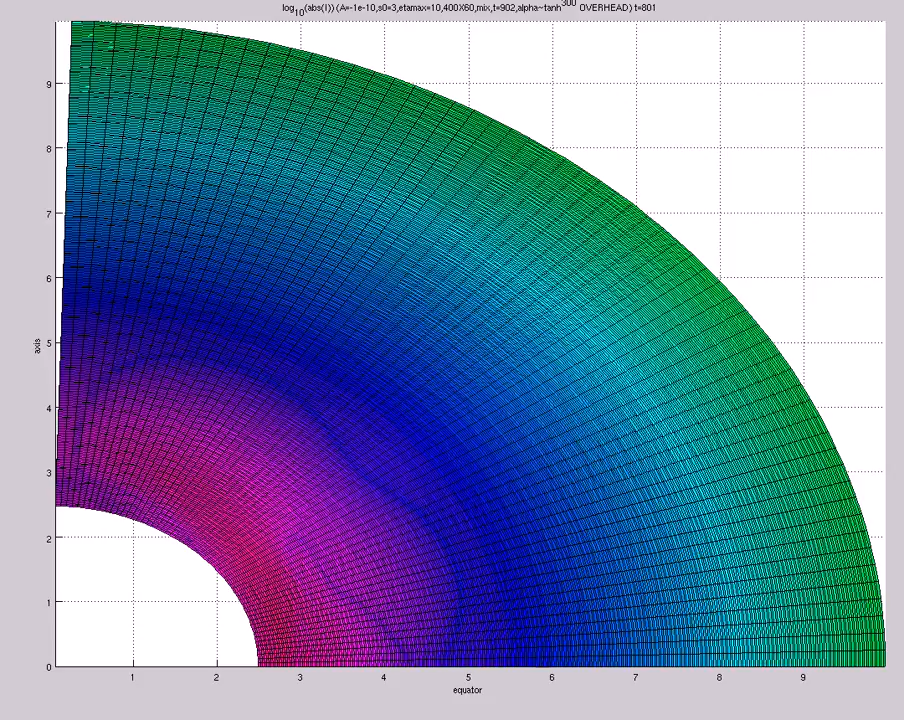 log10(abs(I)) (A=-1e-10,s0=3,etamax=10,400X60,mix,t=902,alpha~tanh300 OVERHEAD) t=801
9
8
7
6
5
axis
4
3
2
1
0
1 2 3 4 5 6 7 8 9
equator